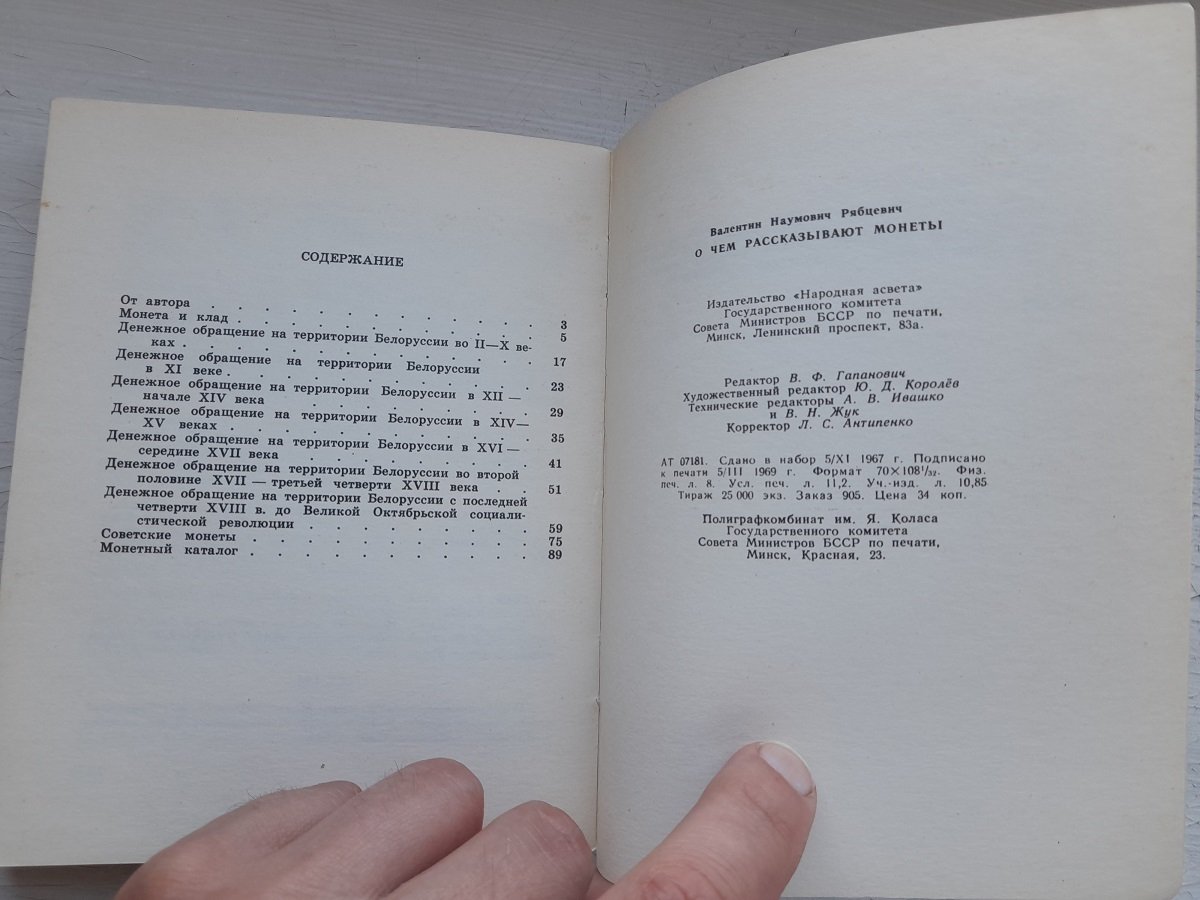 СОДЕРЖАНИЕ
От автора . . . . . . . . . . . . 3
Монета и клад . . . . . . . . . . . 5
Денежное обращение на территории Белоруссии во II—X ве-
ках . . . . . . . . . . . . . 17
Денежное обращение на территории Белоруссии
в XI веке . . . . . . . . . . . 23
Денежное обращение на территории Белоруссии в XII —
начале XIV века . . . . . . . . . 29
Денежное обращение на территории Белоруссии в XIV—
XV веках . . . . . . . . . . . 35
Денежное обращение на территории Белоруссии в XVI —
середине XVII века . . . . . . . . 41
Денежное обращение на территории Белоруссии во второй
половине XVII — третьей четверти XVIII века . . 51
Денежное обращение на территории Белоруссии с последней
четверти XVIII в. до Великой Октябрьской социали-
стической революции . . . . . . . . 59
Советские монеты . . . . . . . . . . 75
Монетный каталог . . . . . . . . . . 89
Валентин Наумович Рябцевич
О ЧЕМ РАССКАЗЫВАЮТ МОНЕТЫ
Издательство «Народная асвета»
Государственного комитета
Совета Министров БССР по печати,
Минск, Ленинский проспект, 83а.
Редактор В. Ф. Гапанович
Художественный редактор Ю. Д. Королёв
Технические редакторы А. В. Ивашко
и В. Н. Жук
Корректор Л. С. Антипенко
АТ 07181. Сдано в набор 5/XI 1967 г. Подписано
к печати 5/III 1969 г. Формат 70×108¹/₃₂. Физ.
печ. л. 8. Усл. печ. л. 11,2. Уч.-изд. л. 10,85
Тираж 25 000 экз. Заказ 905. Цена 34 коп.
Полиграфкомбинат им. Я. Коласа
Государственного комитета
Совета Министров БССР по печати,
Минск, Красная, 23.